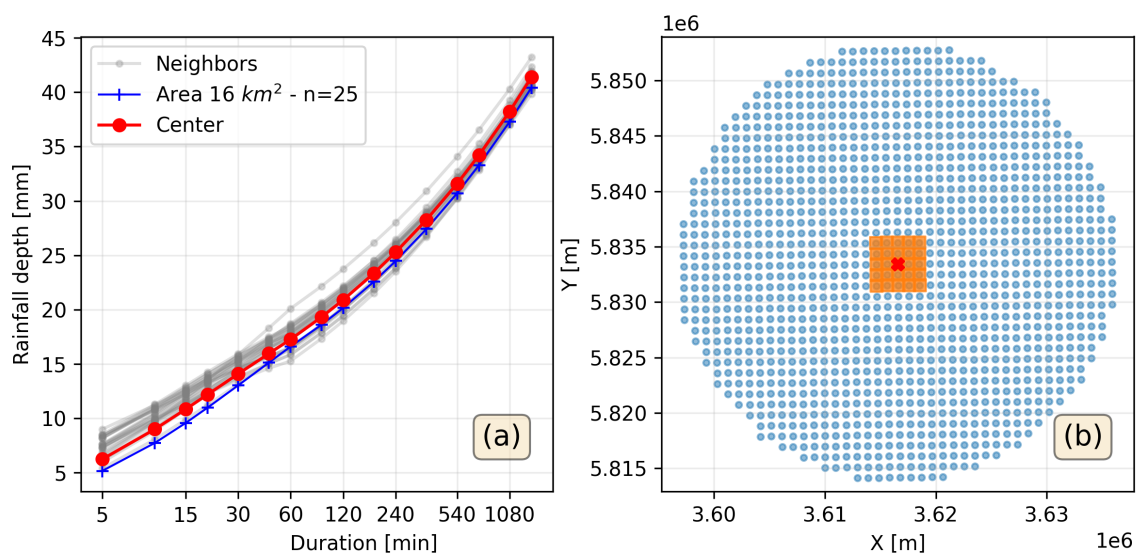 45
40
35
30
25
20
15
10
5
Rainfall depth [mm]
Neighbors
Area 16 km² - n=25
Center
(a)
5 15 30 60 120 240 540 1080
Duration [min]
1e6
5.850
5.845
5.840
5.835
5.830
5.825
5.820
5.815
Y [m]
(b)
3.60 3.61 3.62 3.63
X [m]
1e6